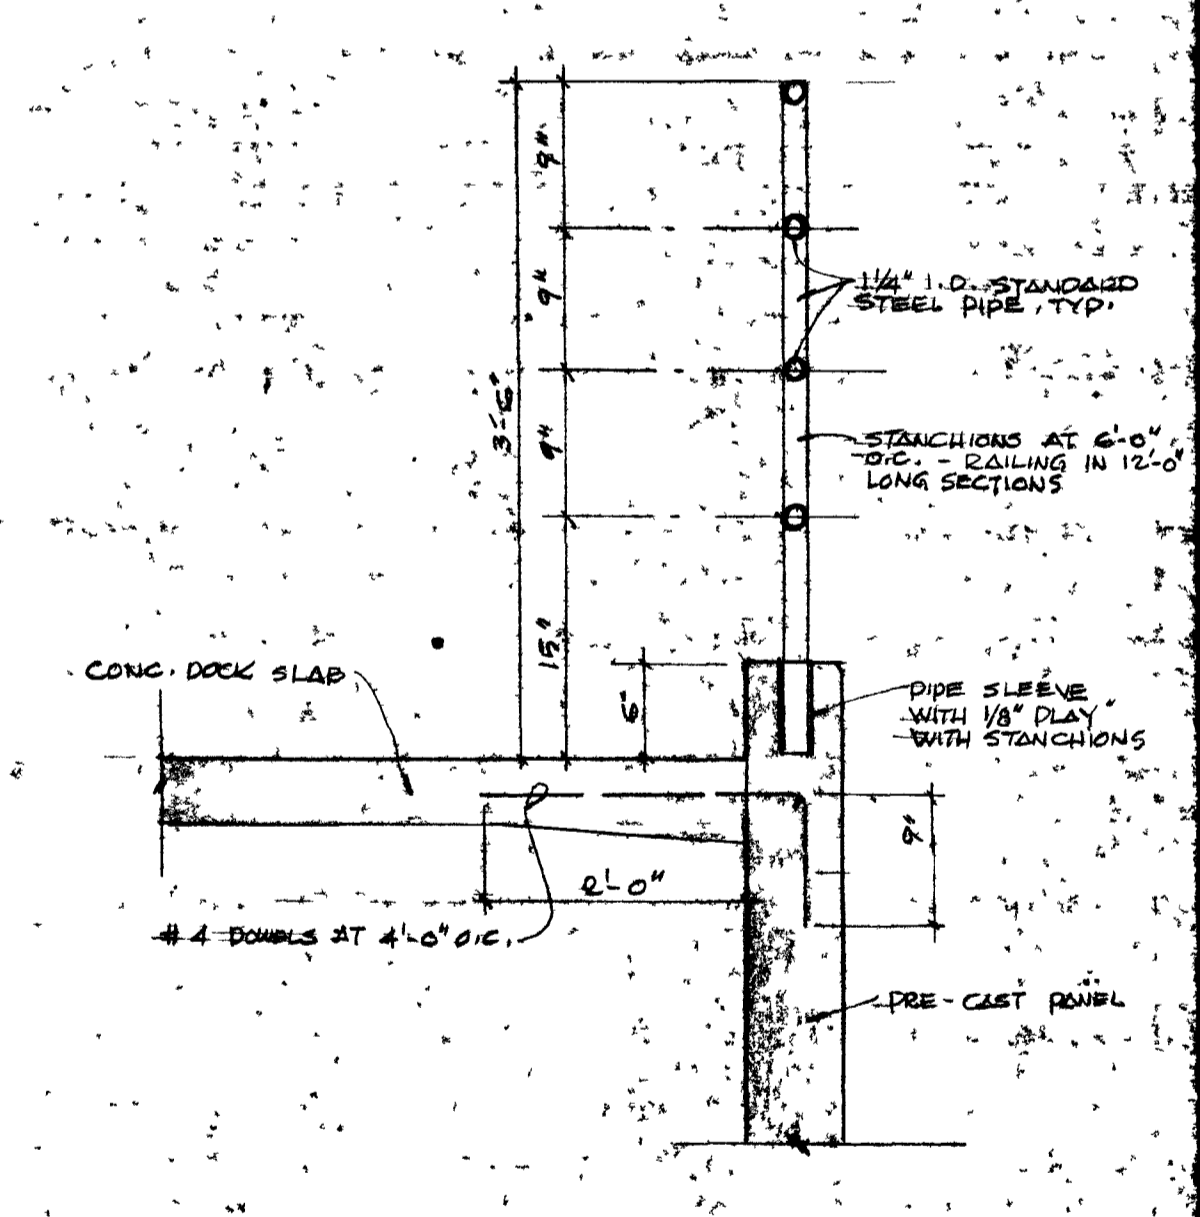 9"
9"
3'-6"
9"
15"
6"
1 1/4" I.D. STANDARD
STEEL PIPE, TYP.
STANCHIONS AT 6'-0"
O.C. - RAILING IN 12'-0"
LONG SECTIONS
CONC. DOCK SLAB
PIPE SLEEVE
WITH 1/8" PLAY
WITH STANCHIONS
9"
2'-0"
#4 DOWELS AT 4'-0" O.C.
PRE-CAST PANEL